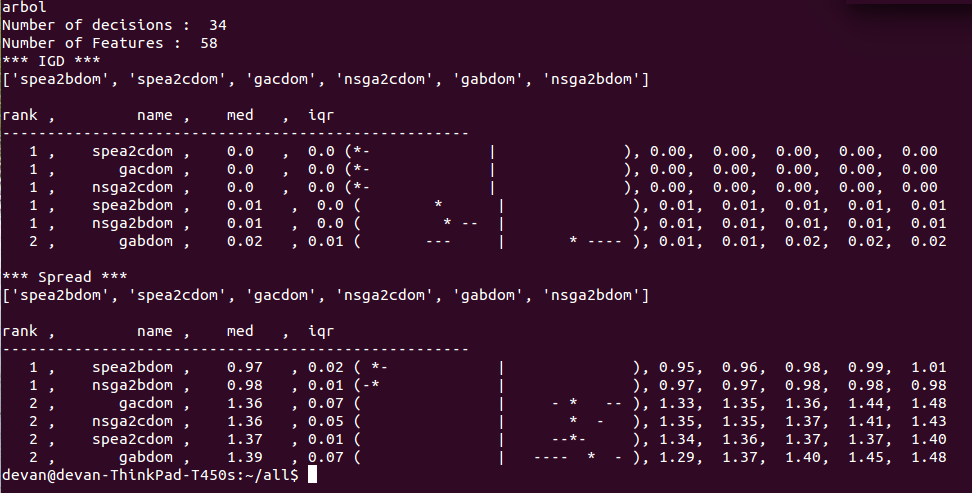 arbol
Number of decisions :  34
Number of Features :  58
*** IGD ***
['spea2bdom', 'spea2cdom', 'gacdom', 'nsga2cdom', 'gabdom', 'nsga2bdom']
rank ,         name ,    med   ,  iqr
----------------------------------------------------
   1 ,    spea2cdom ,    0.0   ,  0.0 (*-             |              ), 0.00,  0.00,  0.00,  0.00,  0.00
   1 ,       gacdom ,    0.0   ,  0.0 (*-             |              ), 0.00,  0.00,  0.00,  0.00,  0.00
   1 ,    nsga2cdom ,    0.0   ,  0.0 (*-             |              ), 0.00,  0.00,  0.00,  0.00,  0.00
   1 ,    spea2bdom ,    0.01   ,  0.0 (        *      |              ), 0.01,  0.01,  0.01,  0.01,  0.01
   1 ,    nsga2bdom ,    0.01   ,  0.0 (         * --  |              ), 0.01,  0.01,  0.01,  0.01,  0.01
   2 ,       gabdom ,    0.02   , 0.01 (       ---     |       * ---- ), 0.01,  0.01,  0.02,  0.02,  0.02
*** Spread ***
['spea2bdom', 'spea2cdom', 'gacdom', 'nsga2cdom', 'gabdom', 'nsga2bdom']
rank ,         name ,    med   ,  iqr
----------------------------------------------------
   1 ,    spea2bdom ,    0.97   , 0.02 ( *-            |              ), 0.95,  0.96,  0.98,  0.99,  1.01
   1 ,    nsga2bdom ,    0.98   , 0.01 (-*             |              ), 0.97,  0.97,  0.98,  0.98,  0.98
   2 ,       gacdom ,    1.36   , 0.07 (               |     - *   -- ), 1.33,  1.35,  1.36,  1.44,  1.48
   2 ,    nsga2cdom ,    1.36   , 0.05 (               |       *  -   ), 1.35,  1.35,  1.37,  1.41,  1.43
   2 ,    spea2cdom ,    1.37   , 0.01 (               |     --*-     ), 1.34,  1.36,  1.37,  1.37,  1.40
   2 ,       gabdom ,    1.39   , 0.07 (               |   ----  *  - ), 1.29,  1.37,  1.40,  1.45,  1.48
devan@devan-ThinkPad-T450s:~/all$